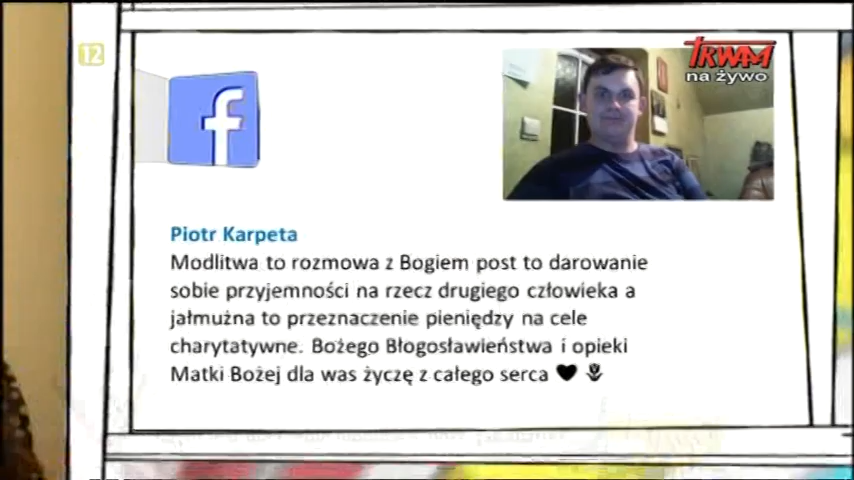 12
TRWAM
na żywo
f
Piotr Karpeta
Modlitwa to rozmowa z Bogiem post to darowanie
sobie przyjemności na rzecz drugiego człowieka a
jałmużna to przeznaczenie pieniędzy na cele
charytatywne. Bożego Błogosławieństwa i opieki
Matki Bożej dla was życzę z całego serca